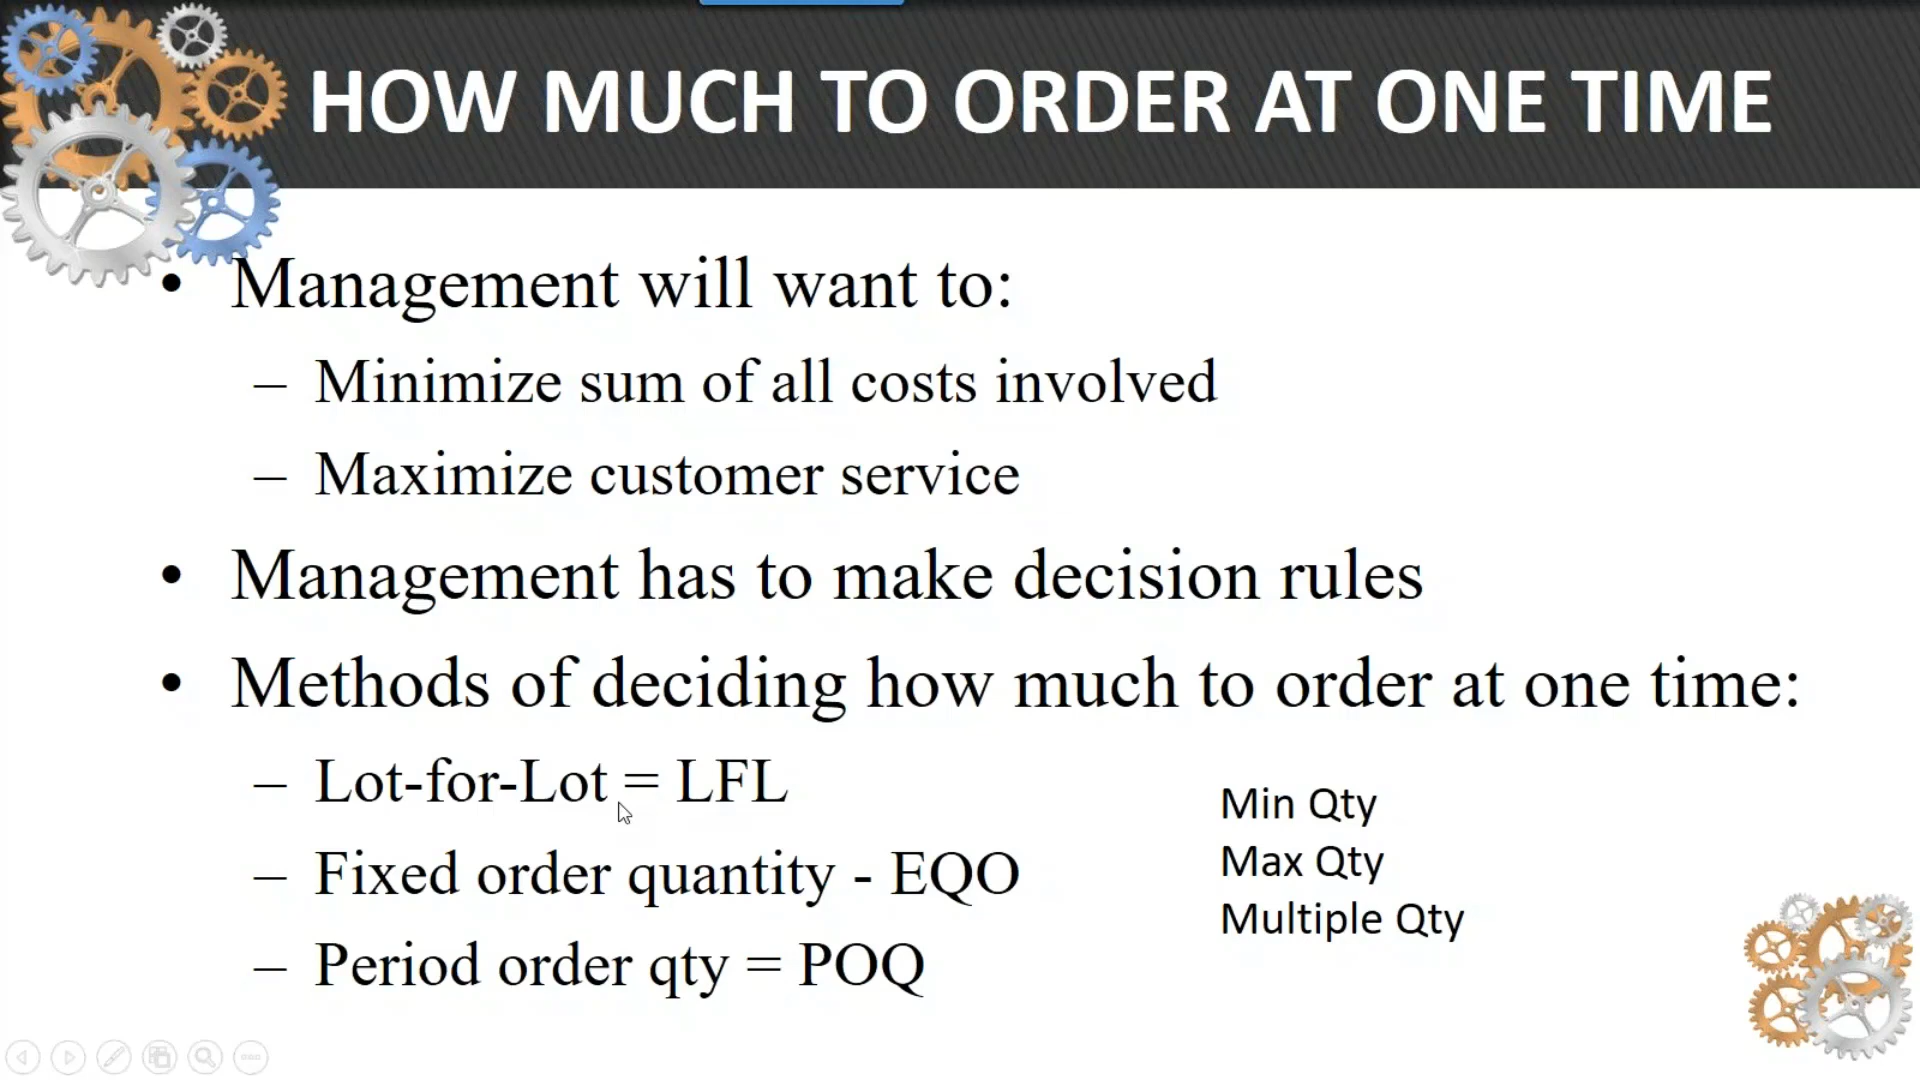 HOW MUCH TO ORDER AT ONE TIME
• Management will want to:
– Minimize sum of all costs involved
– Maximize customer service
• Management has to make decision rules
• Methods of deciding how much to order at one time:
– Lot-for-Lot = LFL
– Fixed order quantity - EQO
– Period order qty = POQ
Min Qty
Max Qty
Multiple Qty